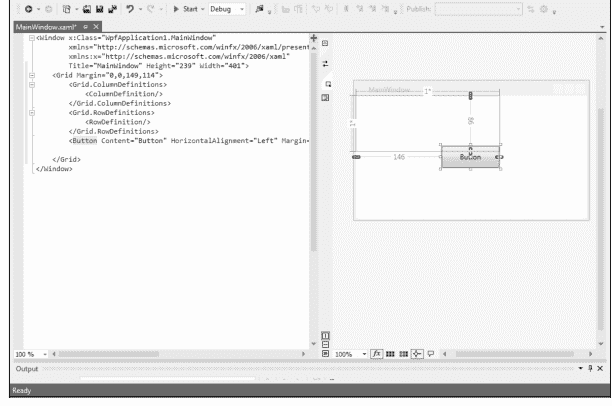 Start
Debug
Publish:
MainWindow.xaml*
<Window x:Class="WpfApplication1.MainWindow"
xmlns="http://schemas.microsoft.com/winfx/2006/xaml/present
xmlns:x="http://schemas.microsoft.com/winfx/2006/xaml"
Title="MainWindow" Height="239" Width="401">
<Grid Margin="0,0,149,114">
<Grid.ColumnDefinitions>
<ColumnDefinition/>
</Grid.ColumnDefinitions>
<Grid.RowDefinitions>
<RowDefinition/>
</Grid.RowDefinitions>
<Button Content="Button" HorizontalAlignment="Left" Margin=
</Grid>
</Window>
MainWindow
1*
1*
98
146
Button
100 %
100%
fx
Output
Ready